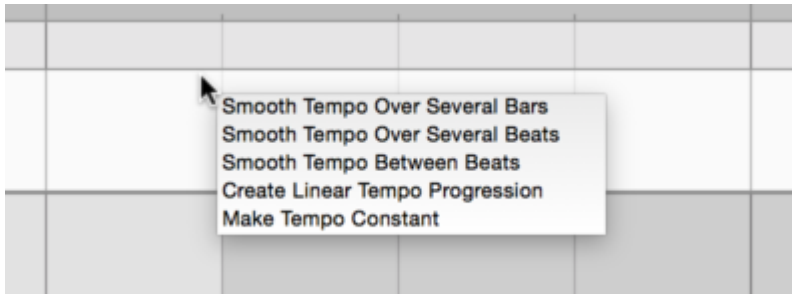 Smooth Tempo Over Several Bars
Smooth Tempo Over Several Beats
Smooth Tempo Between Beats
Create Linear Tempo Progression
Make Tempo Constant